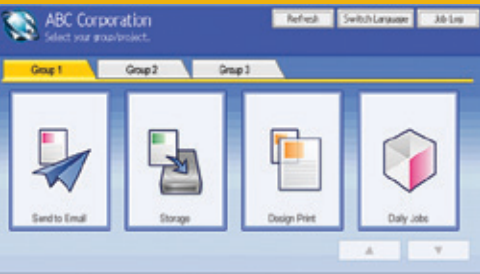 ABC Corporation
Select your group/project.
Refresh
Switch Language
Job Log
Group 1
Group 2
Group 3
Send to Email
Storage
Design Print
Daily Jobs